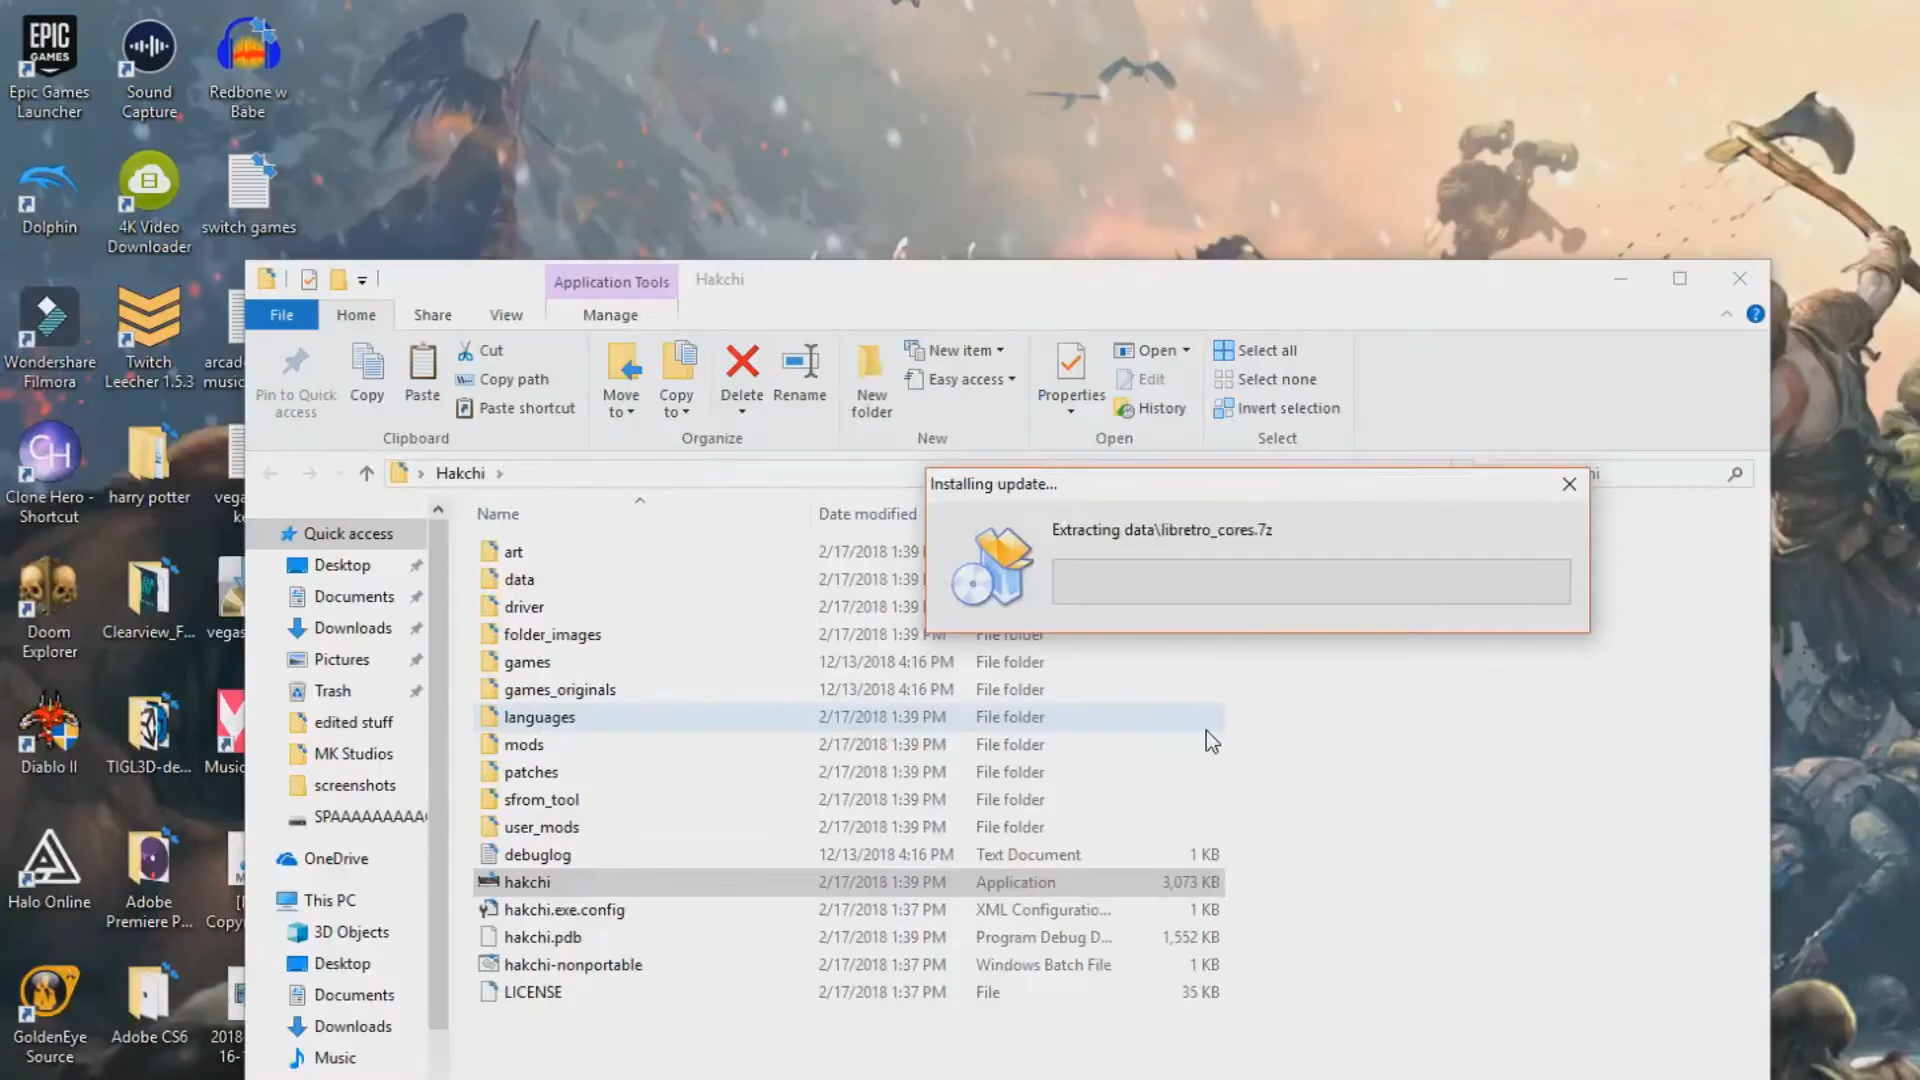 EPIC
GAMES
Epic Games
Launcher
Sound
Capture
Redbone w
Babe
Dolphin
4K Video
Downloader
switch games
Wondershare
Filmora
Twitch
Leecher 1.5.3
arcad
music
CH
Clone Hero -
Shortcut
harry potter
vega
ke
Doom
Explorer
Clearview_F...
vegas
Diablo II
TIGL3D-de...
Music
Halo Online
Adobe
Premiere P...
Copy
GoldenEye
Source
Adobe CS6
2018-
16-1
Application Tools
Hakchi
File
Home
Share
View
Manage
Pin to Quick
access
Copy
Paste
Cut
Copy path
Paste shortcut
Clipboard
Move
to
Copy
to
Delete
Rename
Organize
New
folder
New item
Easy access
New
Properties
Open
Edit
History
Open
Select all
Select none
Invert selection
Select
Hakchi
Quick access
Desktop
Documents
Downloads
Pictures
Trash
edited stuff
MK Studios
screenshots
SPAAAAAAAA
OneDrive
This PC
3D Objects
Desktop
Documents
Downloads
Music
Name Date modified
art 2/17/2018 1:39
data 2/17/2018 1:39
driver 2/17/2018 1:39
folder_images 2/17/2018 1:39 PM File folder
games 12/13/2018 4:16 PM File folder
games_originals 12/13/2018 4:16 PM File folder
languages 2/17/2018 1:39 PM File folder
mods 2/17/2018 1:39 PM File folder
patches 2/17/2018 1:39 PM File folder
sfrom_tool 2/17/2018 1:39 PM File folder
user_mods 2/17/2018 1:39 PM File folder
debuglog 12/13/2018 4:16 PM Text Document 1 KB
hakchi 2/17/2018 1:39 PM Application 3,073 KB
hakchi.exe.config 2/17/2018 1:37 PM XML Configuratio... 1 KB
hakchi.pdb 2/17/2018 1:39 PM Program Debug D... 1,552 KB
hakchi-nonportable 2/17/2018 1:37 PM Windows Batch File 1 KB
LICENSE 2/17/2018 1:37 PM File 35 KB
Installing update...
Extracting data\libretro_cores.7z